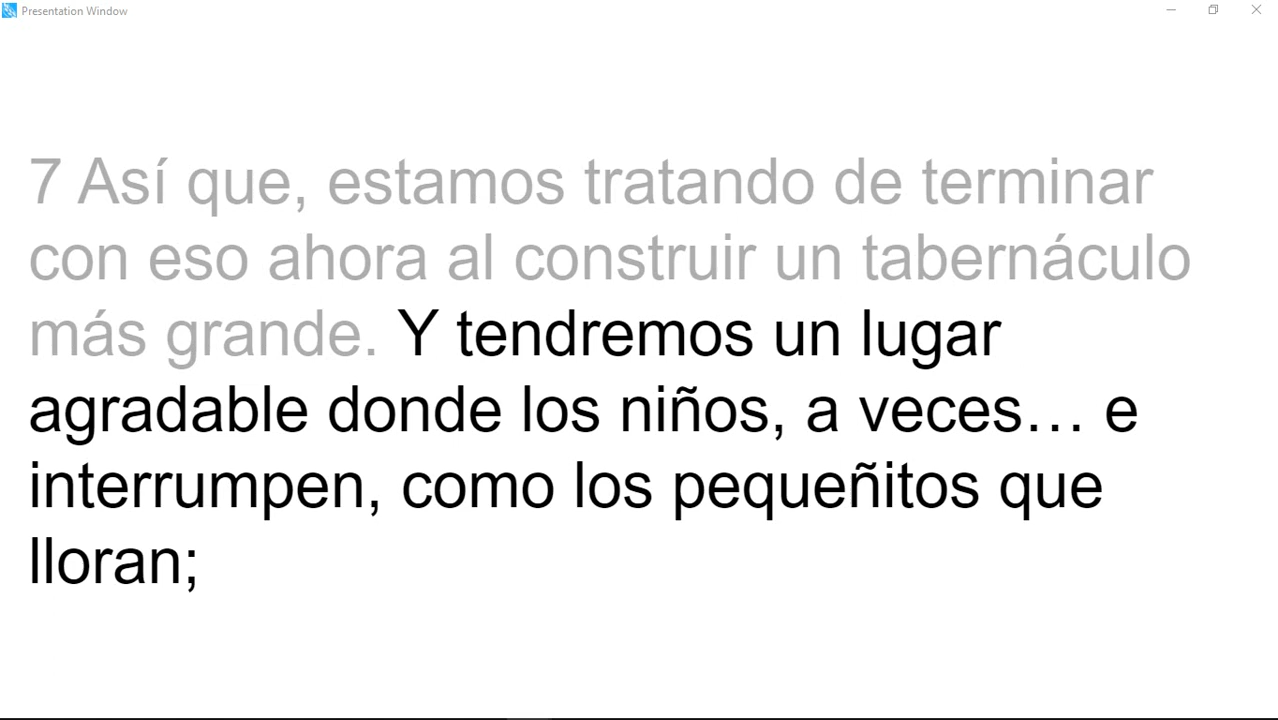 Presentation Window
7 Así que, estamos tratando de terminar
con eso ahora al construir un tabernáculo
más grande. Y tendremos un lugar
agradable donde los niños, a veces… e
interrumpen, como los pequeñitos que
lloran;